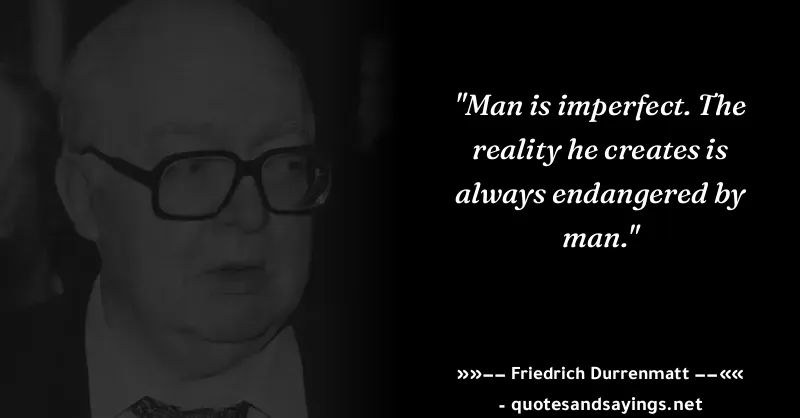 "Man is imperfect. The
reality he creates is
always endangered by
man."
»»–– Friedrich Durrenmatt ––««
- quotesandsayings.net